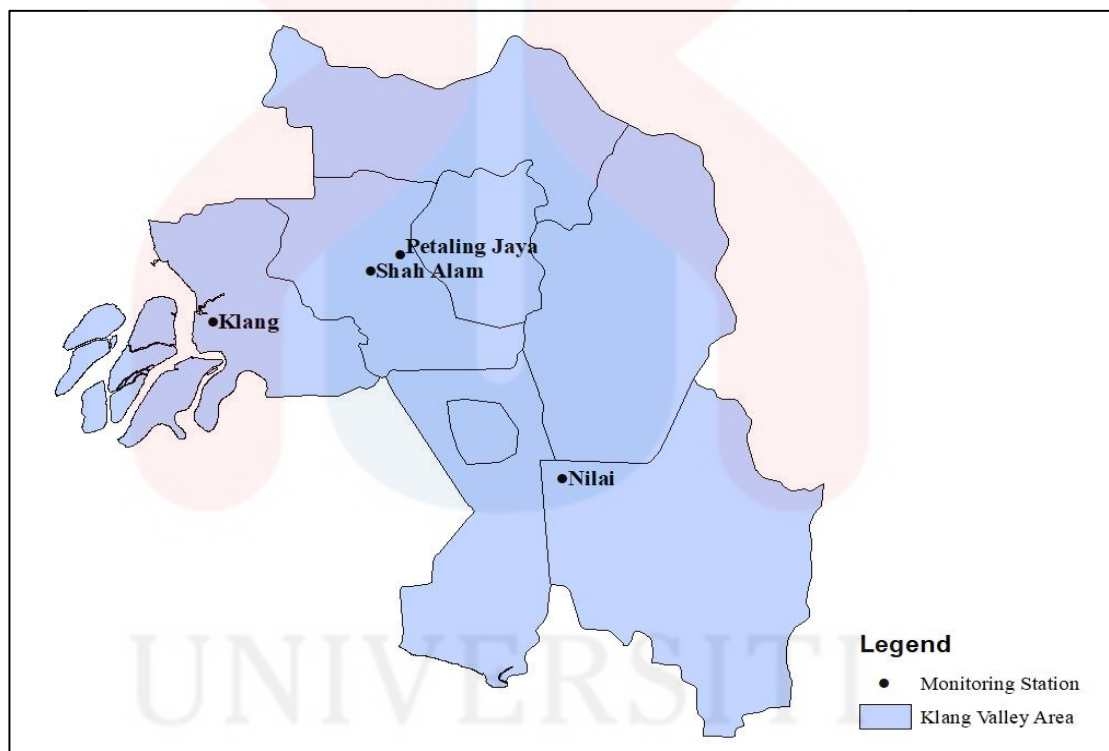 Petaling Jaya
Shah Alam
Klang
Nilai
UNIVERSITI
Legend
Monitoring Station
Klang Valley Area